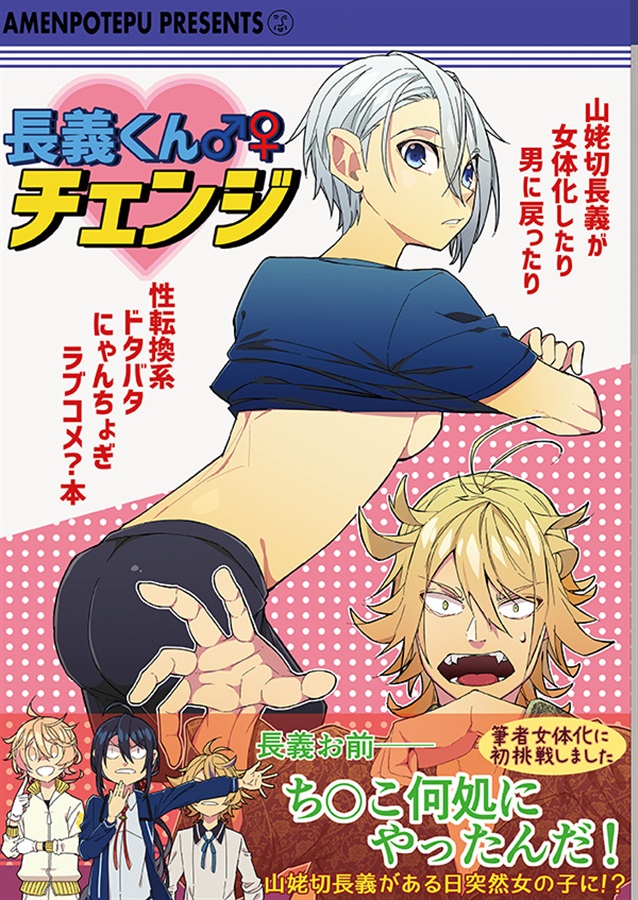 AMENPOTEPU PRESENTS
長義くん♂♀
チェンジ
山姥切長義が
女体化したり
男に戻ったり
性転換系
ドタバタ
にゃんちょぎ
ラブコメ?本
長義お前――
筆者女体化に
初挑戦しました
ち○こ何処に
やったんだ!
山姥切長義がある日突然女の子に!?